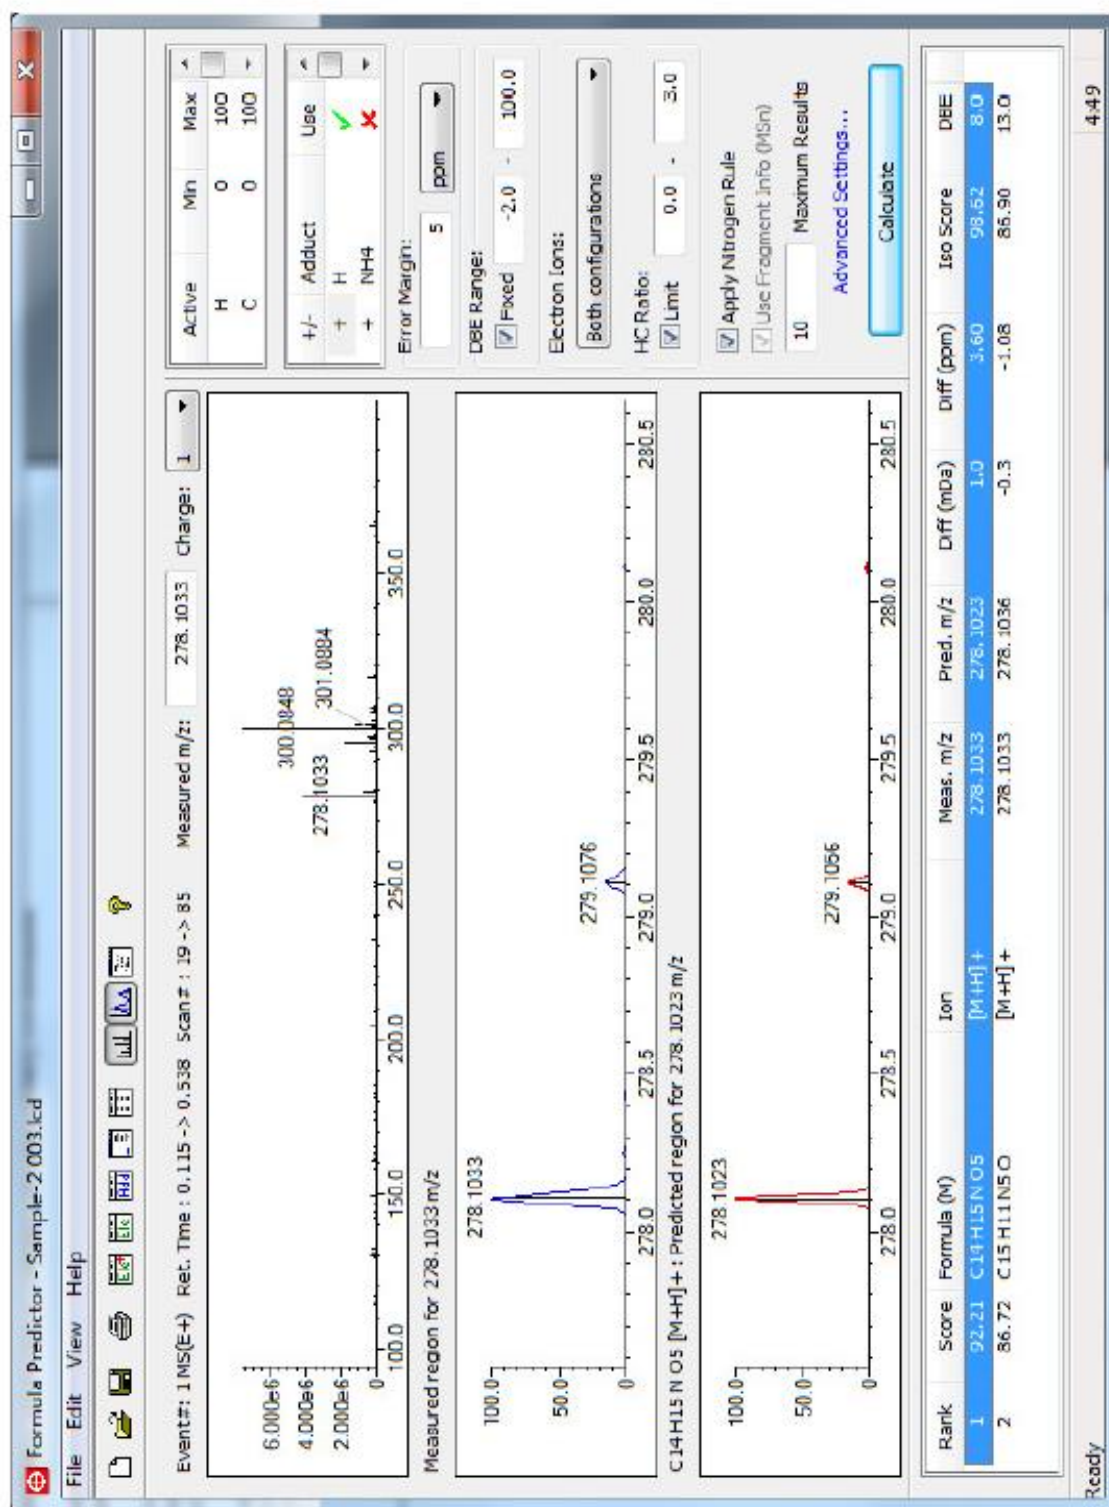 Formula Predictor - Sample-2 003.lcd
File Edit View Help
Event#: 1 MS(E+) Ret. Time : 0.115 -> 0.538 Scan# : 19 -> 85 Measured m/z: 278.1033 Charge: 1
6.000e6
4.000e6
2.000e6
0
278.1033
300.0848
301.0884
100.0 150.0 200.0 250.0 300.0 350.0
Measured region for 278.1033 m/z
100.0
50.0
0
278.1033
279.1076
278.0 278.5 279.0 279.5 280.0 280.5
C14 H15 N O5 [M+H]+ : Predicted region for 278.1023 m/z
100.0
50.0
0
278.1023
279.1056
278.0 278.5 279.0 279.5 280.0 280.5
Active Min Max
H 0 100
C 0 100
+/- Adduct Use
+ H
+ NH4
Error Margin:
5 ppm
DBE Range:
Fixed -2.0 - 100.0
Electron Ions:
Both configurations
HC Ratio:
Limit 0.0 - 3.0
Apply Nitrogen Rule
Use Fragment Info (MSn)
10 Maximum Results
Advanced Settings...
Calculate
Rank Score Formula (M) Ion Meas. m/z Pred. m/z Diff (mDa) Diff (ppm) Iso Score DBE
1 92.21 C14 H15 N O5 [M+H]+ 278.1033 278.1023 1.0 3.60 98.62 8.0
2 86.72 C15 H11 N5 O [M+H]+ 278.1033 278.1036 -0.3 -1.08 86.90 13.0
Ready 4:49